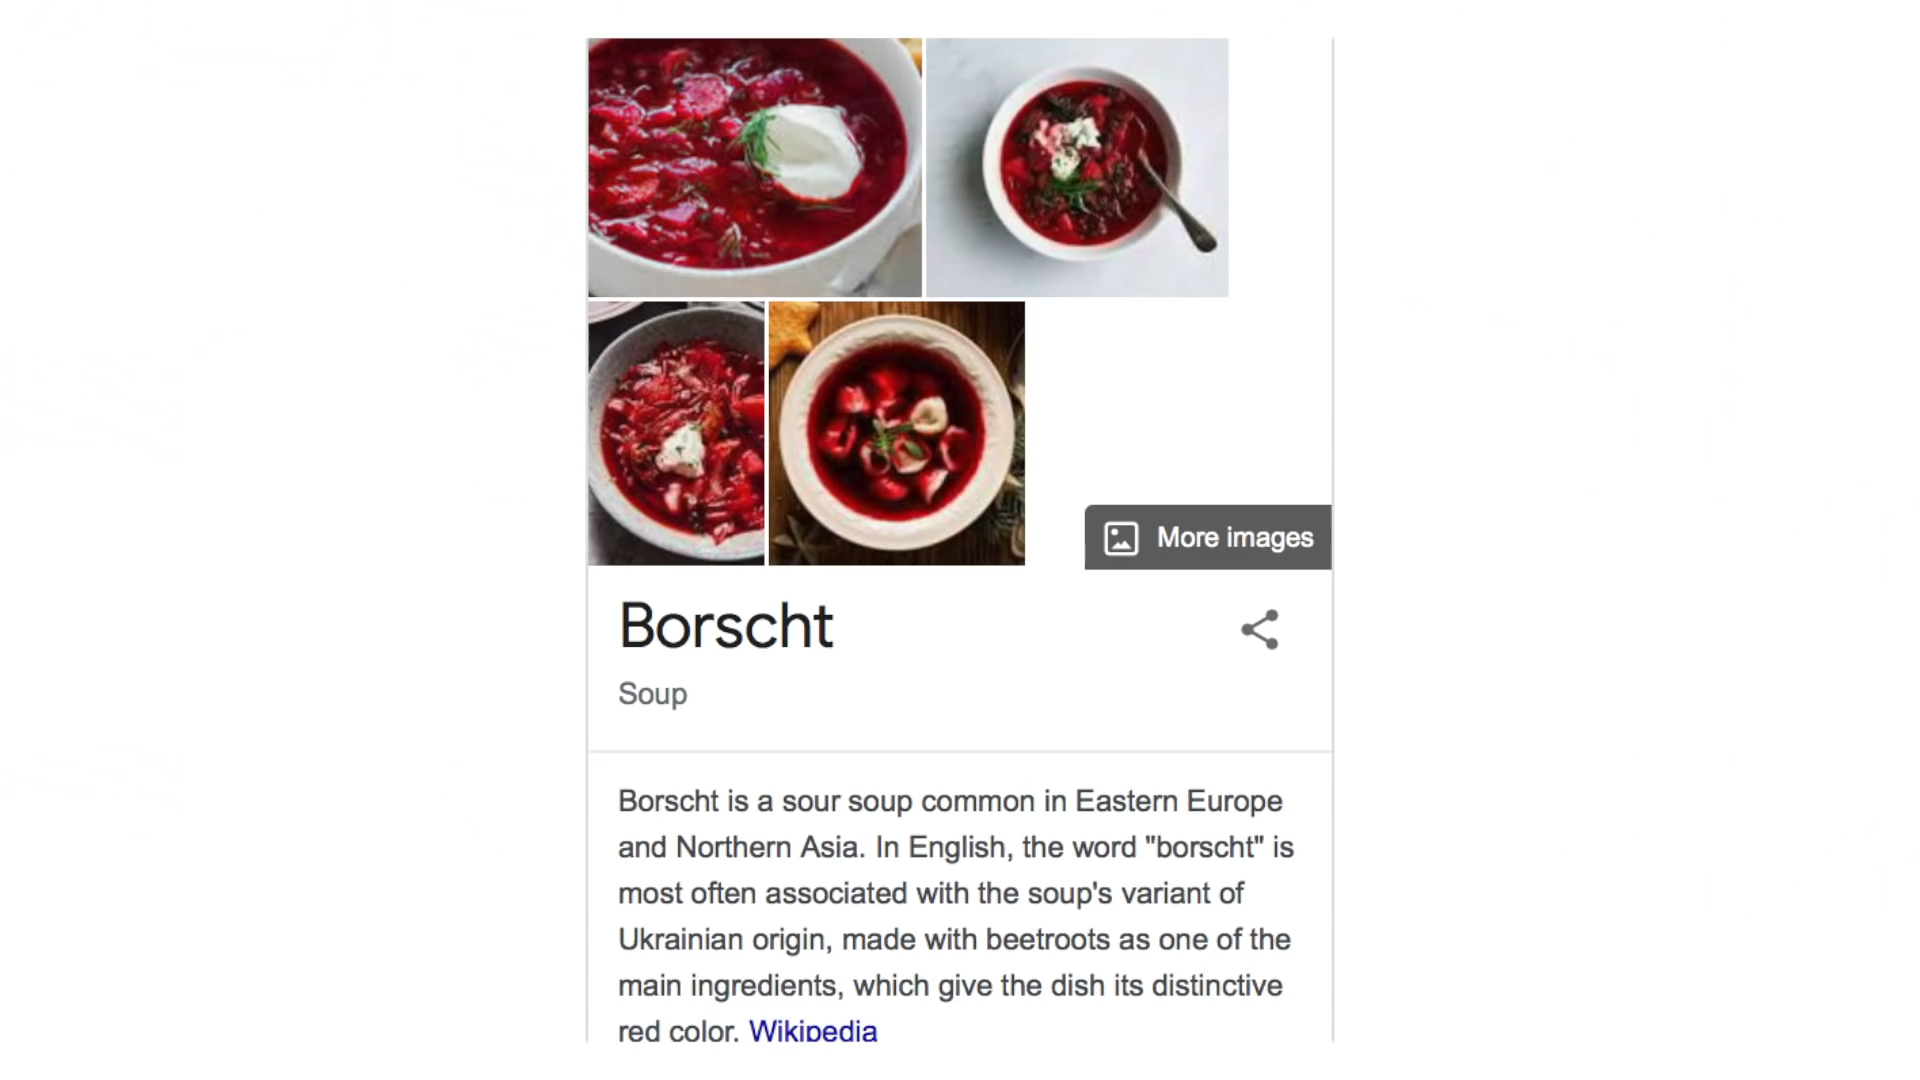 More images
Borscht
Soup
Borscht is a sour soup common in Eastern Europe
and Northern Asia. In English, the word "borscht" is
most often associated with the soup's variant of
Ukrainian origin, made with beetroots as one of the
main ingredients, which give the dish its distinctive
red color. Wikipedia